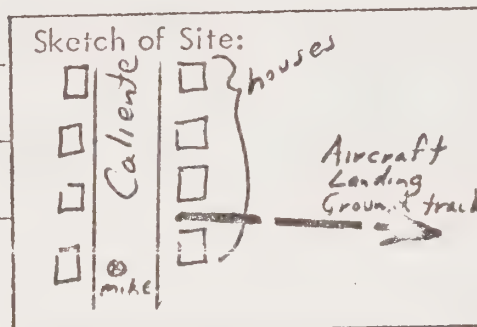 Sketch of Site:
houses
Caliente
Aircraft
Landing
Ground track
mike